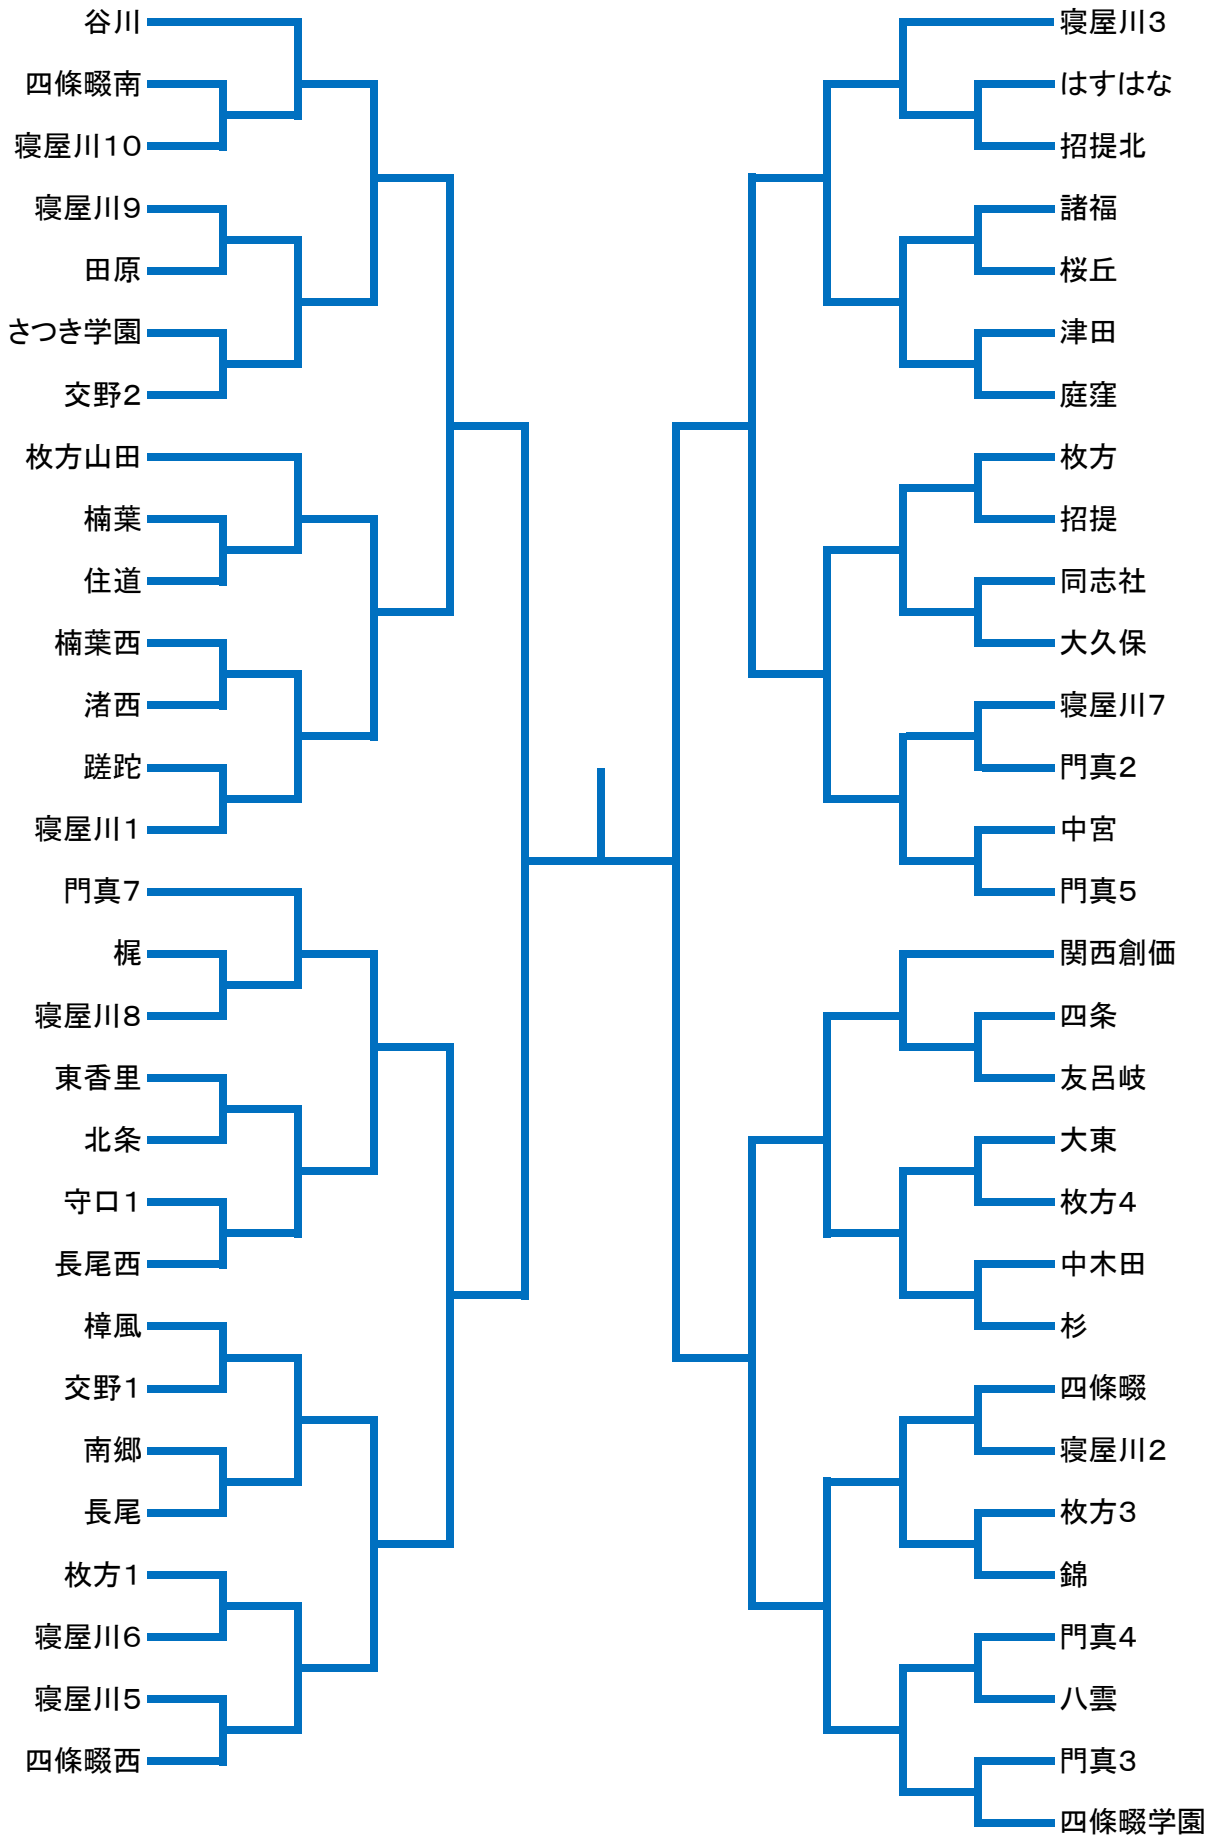 谷川
四條畷南
寝屋川10
寝屋川9
田原
さつき学園
交野2
枚方山田
楠葉
住道
楠葉西
渚西
蹉跎
寝屋川1
門真7
梶
寝屋川8
東香里
北条
守口1
長尾西
樟風
交野1
南郷
長尾
枚方1
寝屋川6
寝屋川5
四條畷西
寝屋川3
はすはな
招提北
諸福
桜丘
津田
庭窪
枚方
招提
同志社
大久保
寝屋川7
門真2
中宮
門真5
関西創価
四条
友呂岐
大東
枚方4
中木田
杉
四條畷
寝屋川2
枚方3
錦
門真4
八雲
門真3
四條畷学園